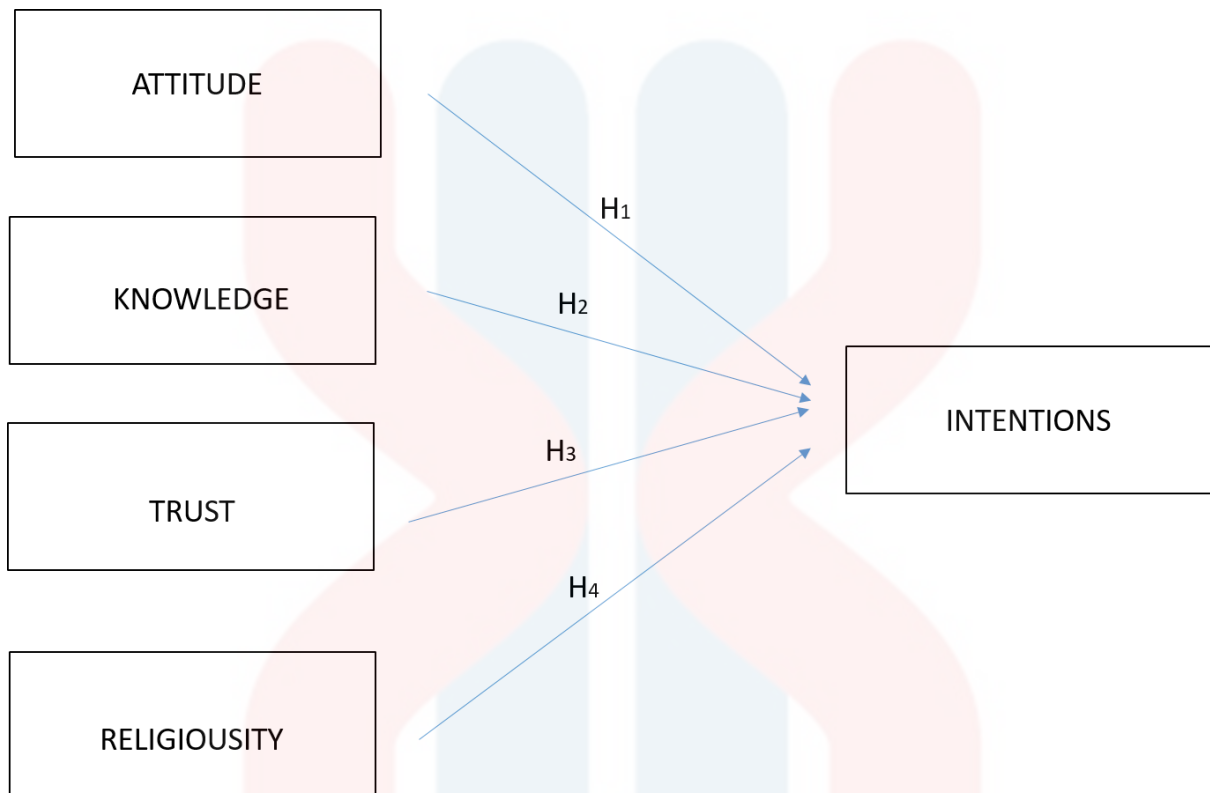 ATTITUDE
H1
KNOWLEDGE
H2
INTENTIONS
H3
TRUST
H4
RELIGIOUSITY